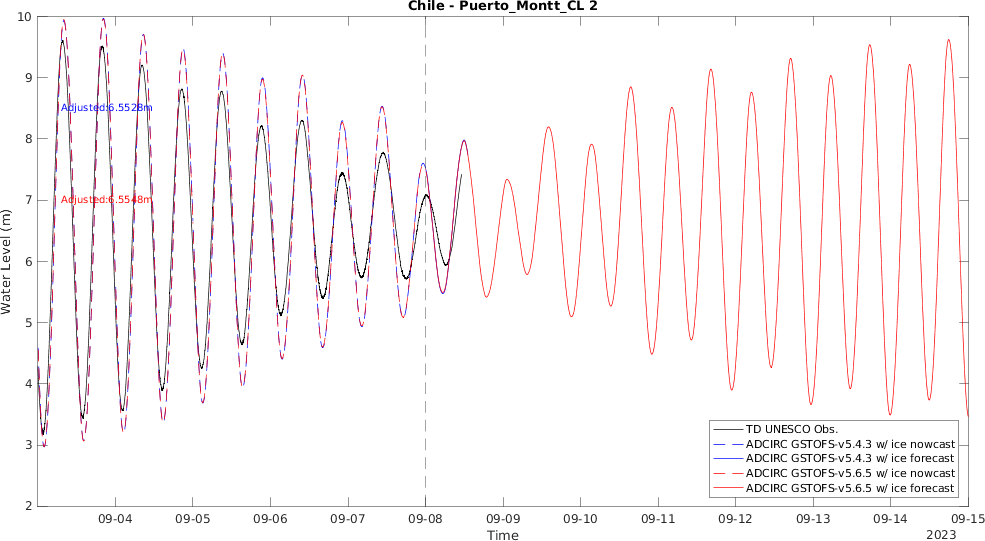 Chile - Puerto_Montt_CL 2
10
9
8
7
6
5
4
3
2
Water Level (m)
Adjusted:6.5528m
Adjusted:6.5548m
TD UNESCO Obs.
ADCIRC GSTOFS-v5.4.3 w/ ice nowcast
ADCIRC GSTOFS-v5.4.3 w/ ice forecast
ADCIRC GSTOFS-v5.6.5 w/ ice nowcast
ADCIRC GSTOFS-v5.6.5 w/ ice forecast
09-04 09-05 09-06 09-07 09-08 09-09 09-10 09-11 09-12 09-13 09-14 09-15
Time
2023